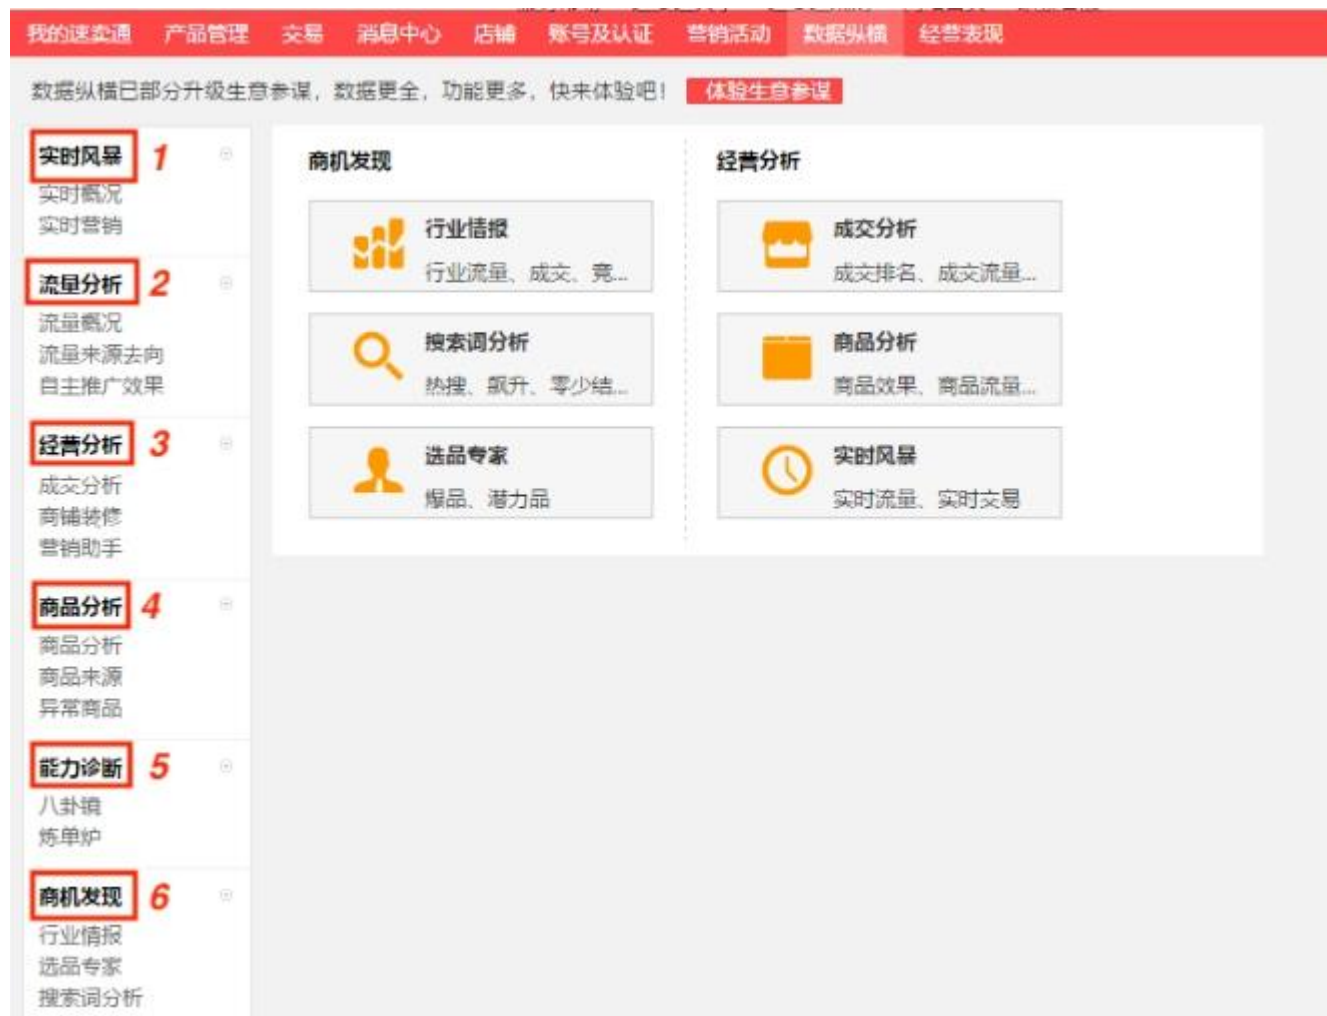 我的速卖通 产品管理 交易 消息中心 店铺 账号及认证 营销活动 数据纵横 经营表现
数据纵横已部分升级生意参谋，数据更全，功能更多，快来体验吧！ 体验生意参谋
实时风暴 1
实时概况
实时营销
流量分析 2
流量概况
流量来源去向
自主推广效果
经营分析 3
成交分析
商铺装修
营销助手
商品分析 4
商品分析
商品来源
异常商品
能力诊断 5
八卦镜
炼单炉
商机发现 6
行业情报
选品专家
搜索词分析
商机发现
行业情报
行业流量、成交、竞...
搜索词分析
热搜、飙升、零少结...
选品专家
爆品、潜力品
经营分析
成交分析
成交排名、成交流量...
商品分析
商品效果、商品流量...
实时风暴
实时流量、实时交易